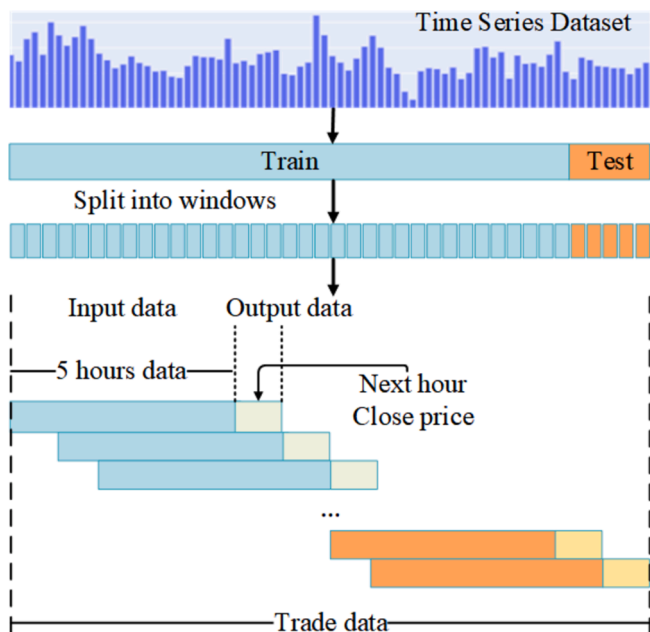 Time Series Dataset
Train
Test
Split into windows
Input data
Output data
5 hours data
Next hour
Close price
...
Trade data